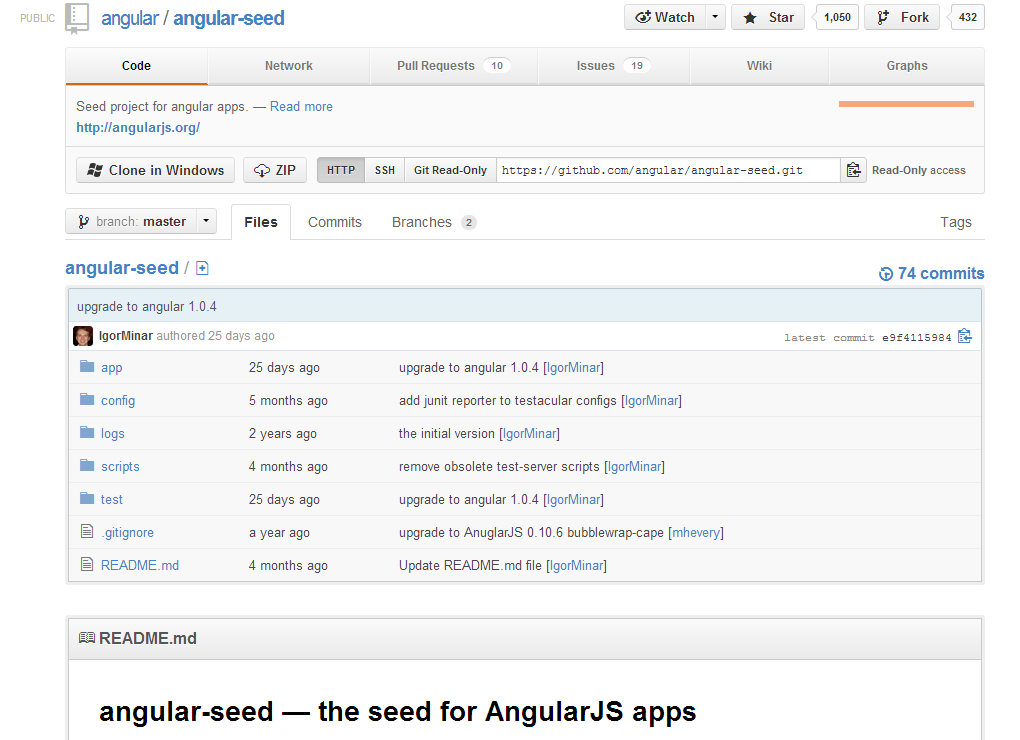 PUBLIC angular / angular-seed Watch Star 1,050 Fork 432
Code Network Pull Requests 10 Issues 19 Wiki Graphs
Seed project for angular apps. — Read more
http://angularjs.org/
Clone in Windows ZIP HTTP SSH Git Read-Only https://github.com/angular/angular-seed.git Read-Only access
branch: master Files Commits Branches 2 Tags
angular-seed / 74 commits
upgrade to angular 1.0.4
IgorMinar authored 25 days ago latest commit e9f4115984
app 25 days ago upgrade to angular 1.0.4 [IgorMinar]
config 5 months ago add junit reporter to testacular configs [IgorMinar]
logs 2 years ago the initial version [IgorMinar]
scripts 4 months ago remove obsolete test-server scripts [IgorMinar]
test 25 days ago upgrade to angular 1.0.4 [IgorMinar]
.gitignore a year ago upgrade to AnuglarJS 0.10.6 bubblewrap-cape [mhevery]
README.md 4 months ago Update README.md file [IgorMinar]
README.md
angular-seed — the seed for AngularJS apps